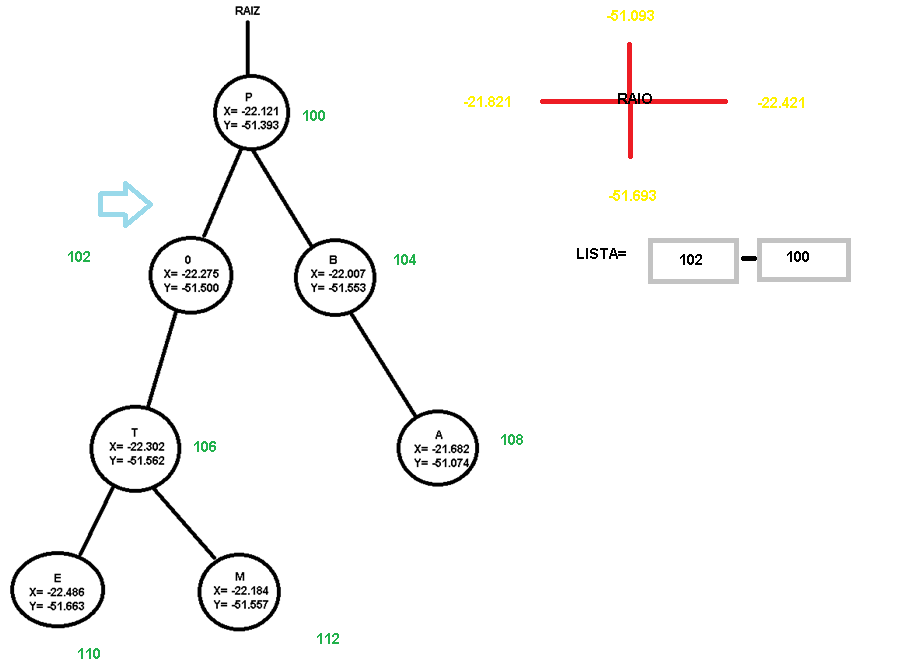 RAIZ
P
X= -22.121
Y= -51.393
100
-51.093
-21.821
RAIO
-22.421
-51.693
102
0
X= -22.275
Y= -51.500
B
X= -22.007
Y= -51.553
104
LISTA=
102
100
T
X= -22.302
Y= -51.562
106
A
X= -21.682
Y= -51.074
108
E
X= -22.486
Y= -51.663
110
M
X= -22.184
Y= -51.557
112